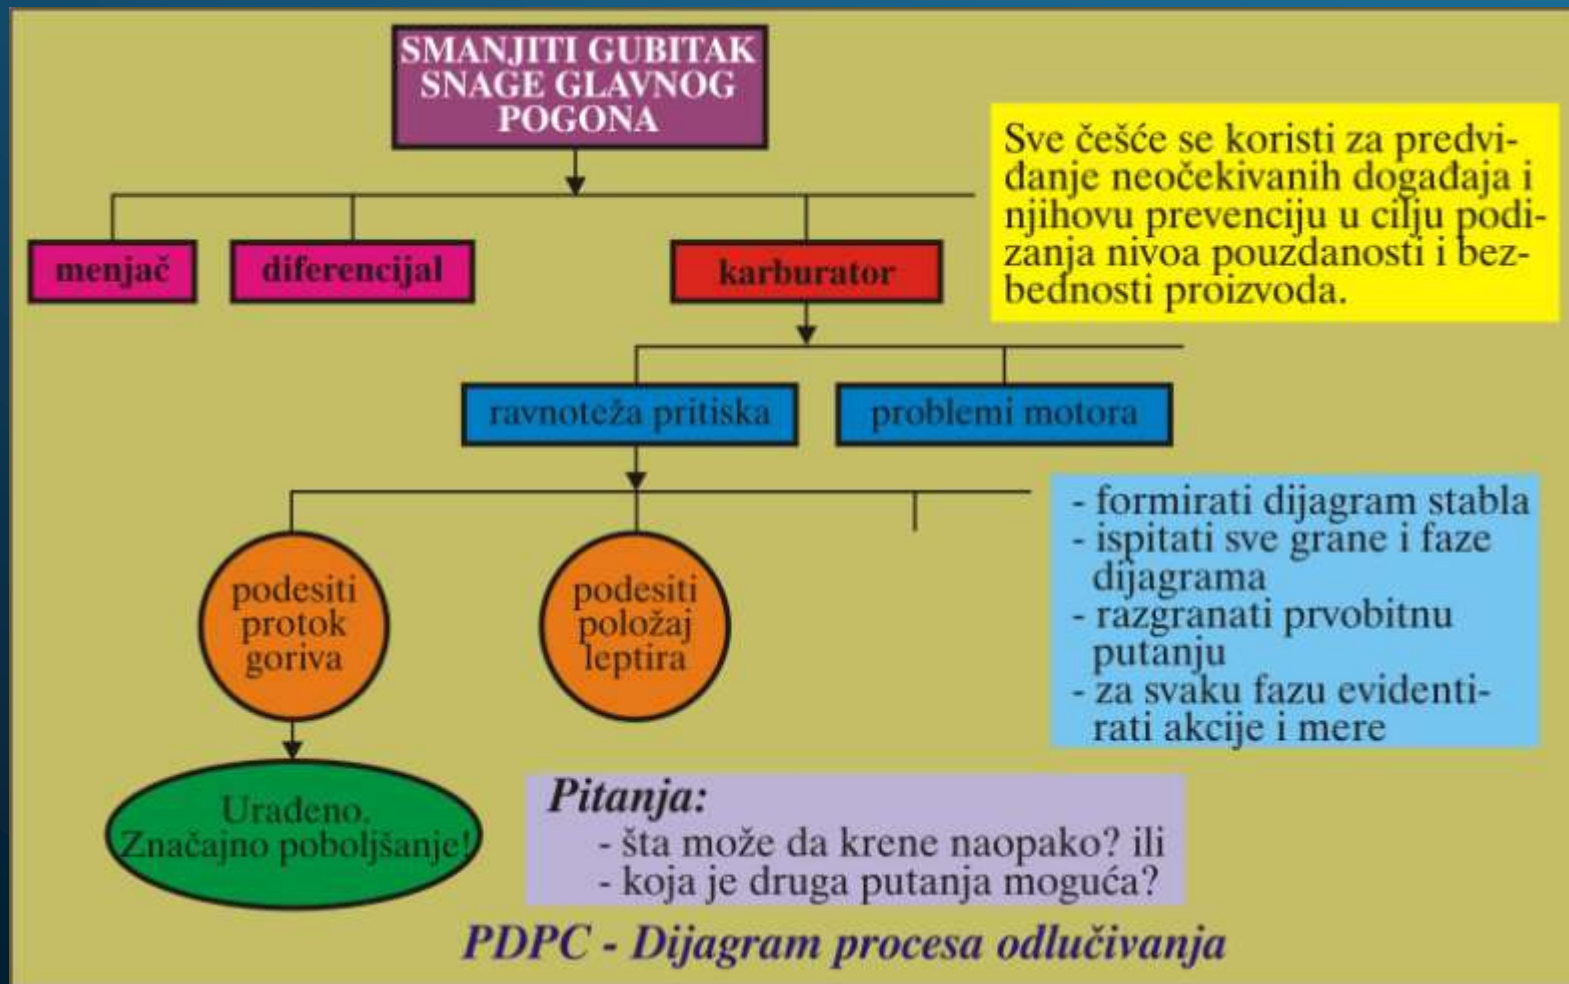 SMANJITI GUBITAK
SNAGE GLAVNOG
POGONA
Sve češće se koristi za predvi-
đanje neočekivanih događaja i
njihovu prevenciju u cilju podi-
zanja nivoa pouzdanosti i bez-
bednosti proizvoda.
menjač
diferencijal
karburator
ravnoteža pritiska
problemi motora
- formirati dijagram stabla
- ispitati sve grane i faze
dijagrama
- razgranati prvobitnu
putanju
- za svaku fazu evidenti-
rati akcije i mere
podesiti
protok
goriva
podesiti
položaj
leptira
Urađeno.
Značajno poboljšanje!
Pitanja:
- šta može da krene naopako? ili
- koja je druga putanja moguća?
PDPC - Dijagram procesa odlučivanja